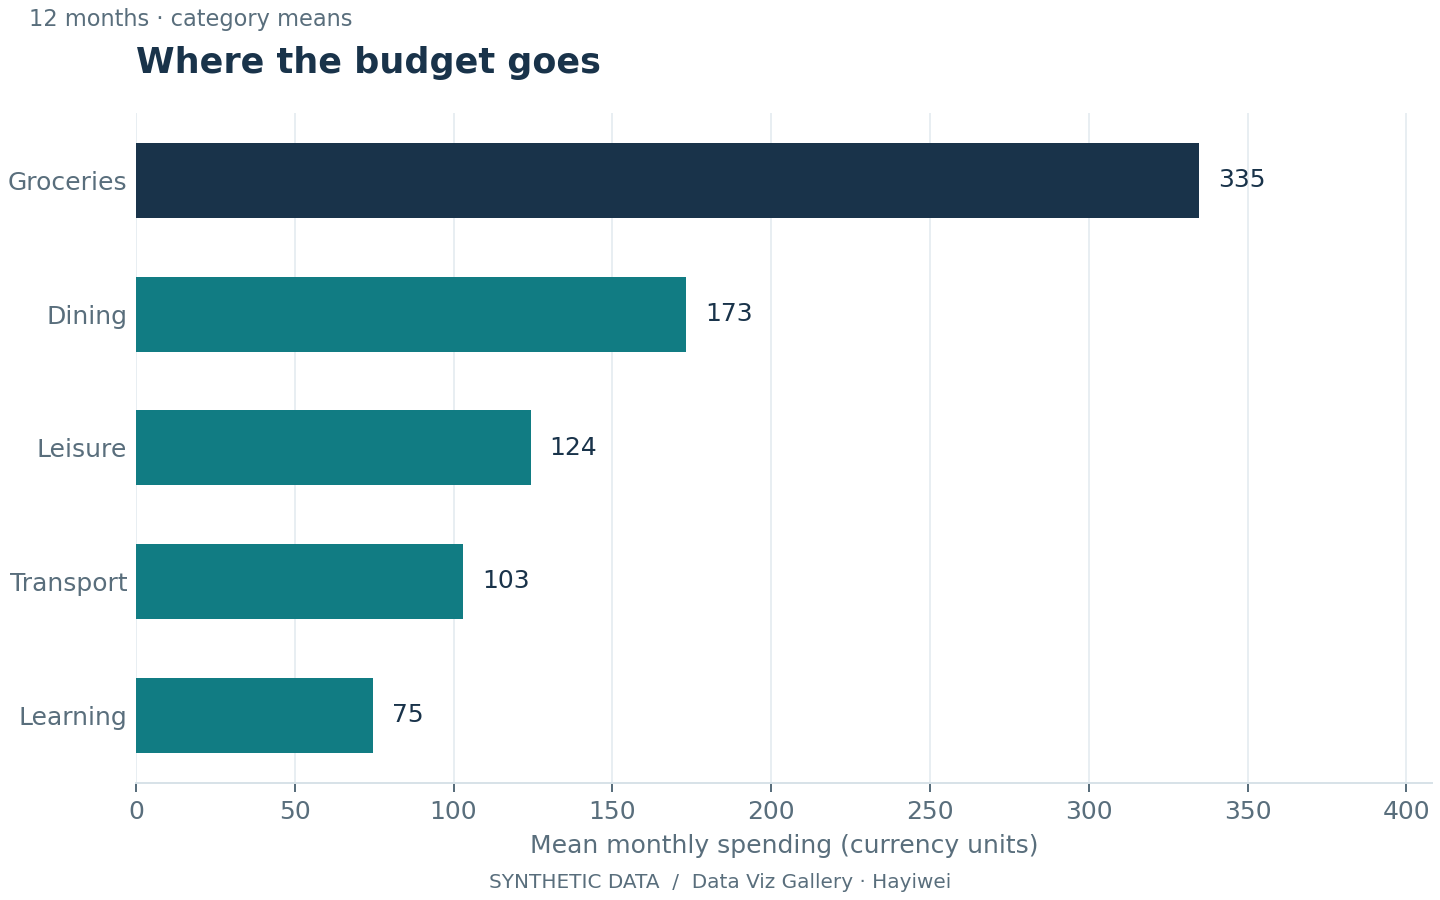 12 months · category means
Where the budget goes
Groceries 335
Dining 173
Leisure 124
Transport 103
Learning 75
0 50 100 150 200 250 300 350 400
Mean monthly spending (currency units)
SYNTHETIC DATA / Data Viz Gallery · Hayiwei